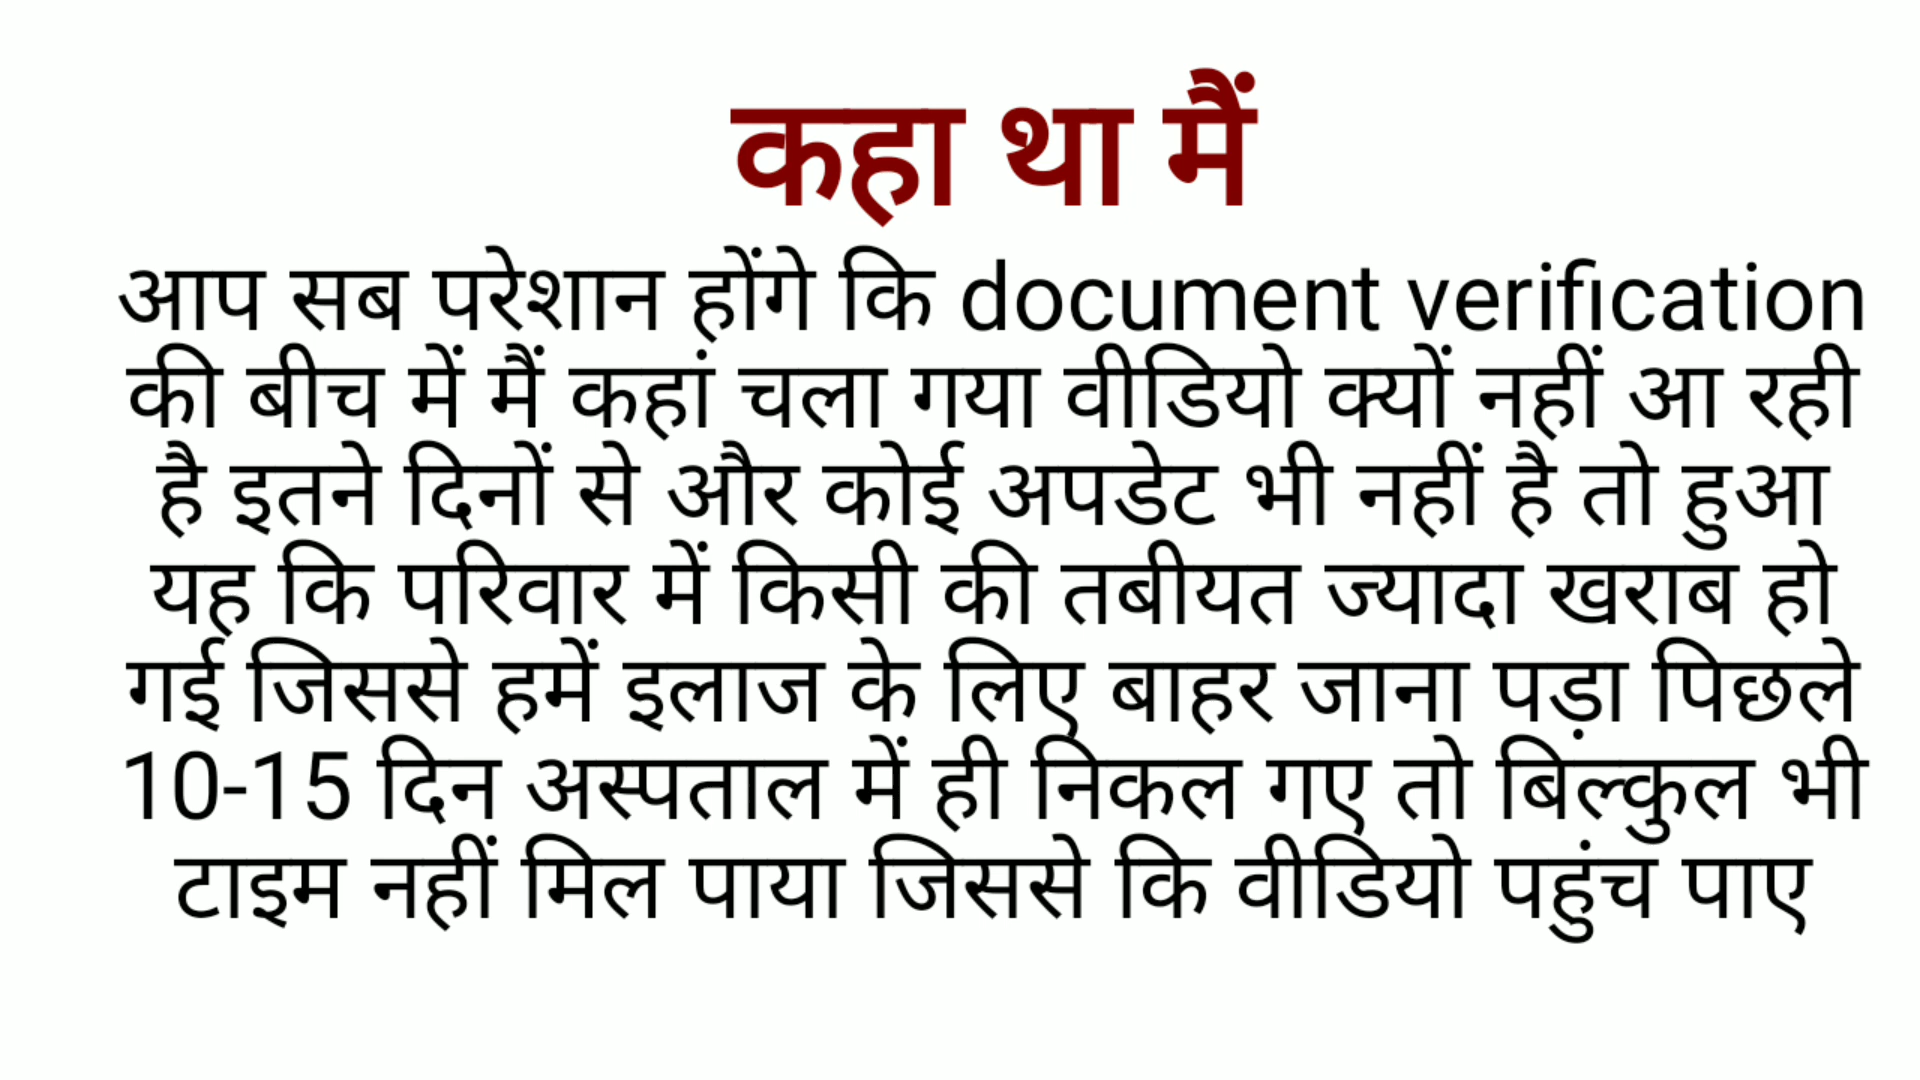 कहा था मैं
आप सब परेशान होंगे कि document verification
की बीच में मैं कहां चला गया वीडियो क्यों नहीं आ रही
है इतने दिनों से और कोई अपडेट भी नहीं है तो हुआ
यह कि परिवार में किसी की तबीयत ज्यादा खराब हो
गई जिससे हमें इलाज के लिए बाहर जाना पड़ा पिछले
10-15 दिन अस्पताल में ही निकल गए तो बिल्कुल भी
टाइम नहीं मिल पाया जिससे कि वीडियो पहुंच पाए